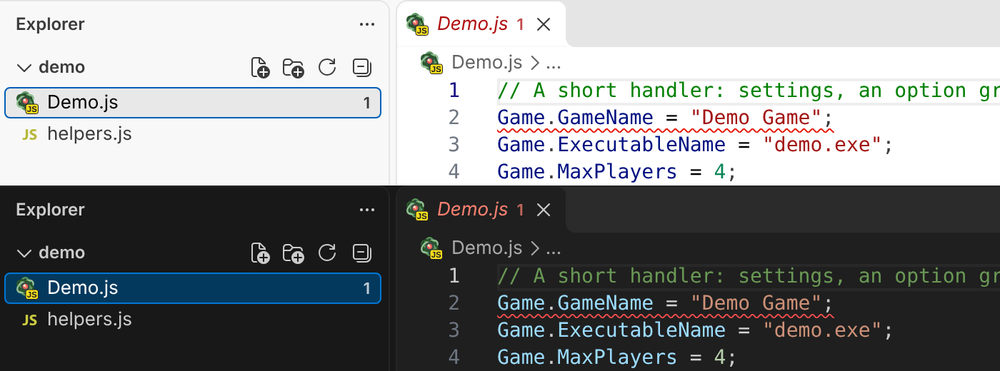 Explorer
demo
Demo.js 1
JS helpers.js
Demo.js 1
Demo.js > ...
1 // A short handler: settings, an option gr
2 Game.GameName = "Demo Game";
3 Game.ExecutableName = "demo.exe";
4 Game.MaxPlayers = 4;
Explorer
demo
Demo.js 1
JS helpers.js
Demo.js 1
Demo.js > ...
1 // A short handler: settings, an option gr
2 Game.GameName = "Demo Game";
3 Game.ExecutableName = "demo.exe";
4 Game.MaxPlayers = 4;